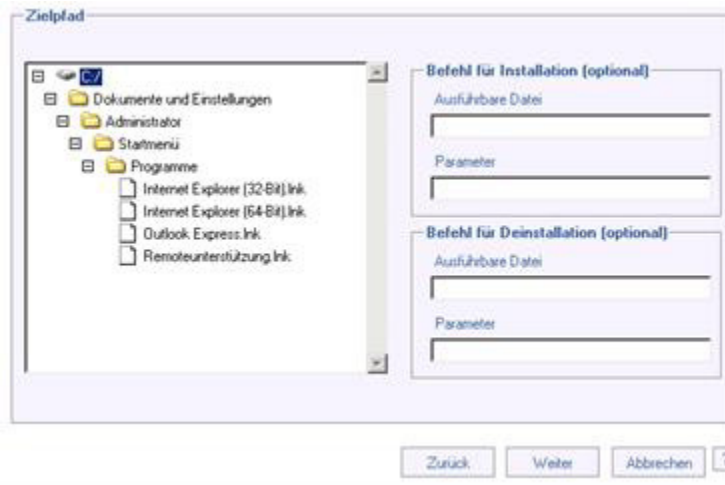 Zielpfad
C:/
Dokumente und Einstellungen
Administrator
Startmenü
Programme
Internet Explorer (32-Bit).lnk
Internet Explorer (64-Bit).lnk
Outlook Express.lnk
Remoteunterstützung.lnk
Befehl für Installation (optional)
Ausführbare Datei
Parameter
Befehl für Deinstallation (optional)
Ausführbare Datei
Parameter
Zurück
Weiter
Abbrechen